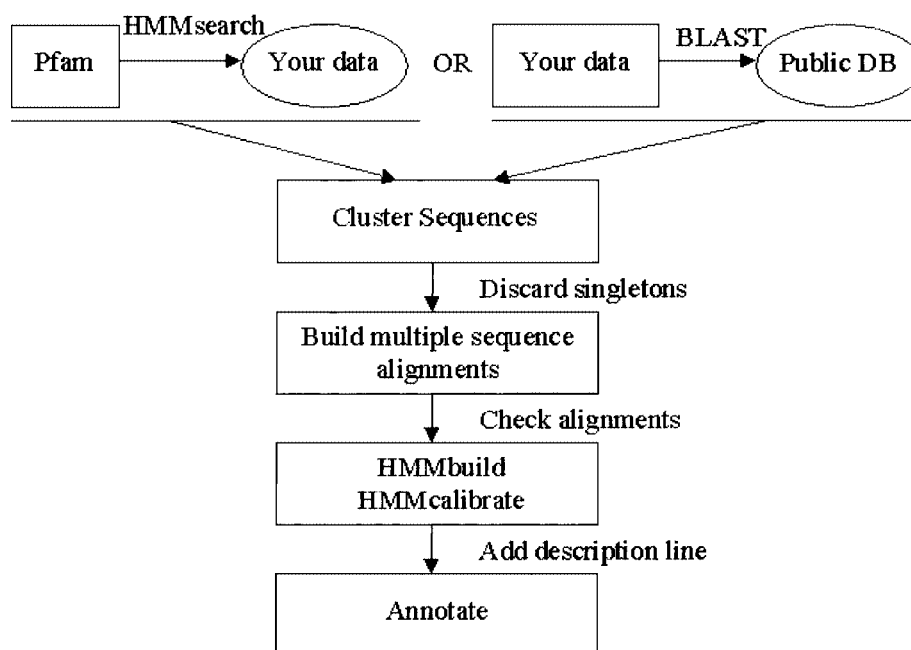 HMMsearch
Pfam
Your data
OR
Your data
BLAST
Public DB
Cluster Sequences
Discard singletons
Build multiple sequence
alignments
Check alignments
HMMbuild
HMMcalibrate
Add description line
Annotate